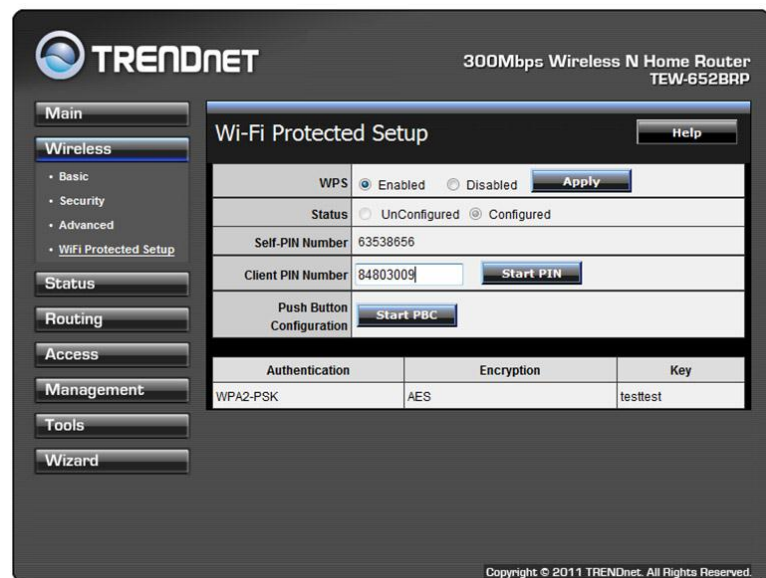 TRENDNET
300Mbps Wireless N Home Router
TEW-652BRP
Main
Wireless
• Basic
• Security
• Advanced
• WiFi Protected Setup
Status
Routing
Access
Management
Tools
Wizard
Wi-Fi Protected Setup
Help
WPS Enabled Disabled Apply
Status UnConfigured Configured
Self-PIN Number 63538656
Client PIN Number 84803009 Start PIN
Push Button
Configuration Start PBC
Authentication Encryption Key
WPA2-PSK AES testtest
Copyright © 2011 TRENDnet. All Rights Reserved.